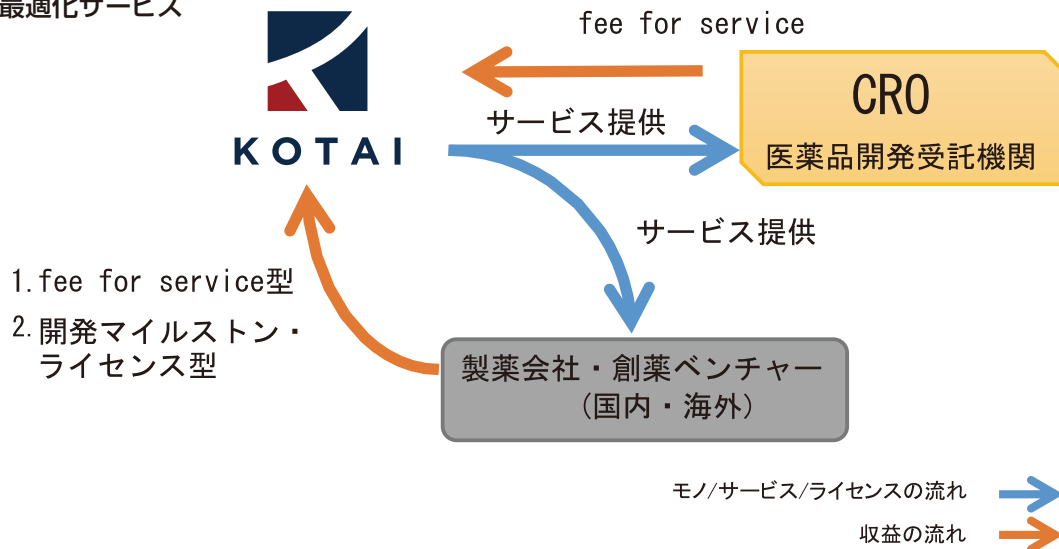 最適化サービス
fee for service
CRO
サービス提供
医薬品開発受託機関
KOTAI
サービス提供
1.fee for service型
2.開発マイルストン・
ライセンス型
製薬会社・創薬ベンチャー
(国内・海外)
モノ/サービス/ライセンスの流れ
収益の流れ